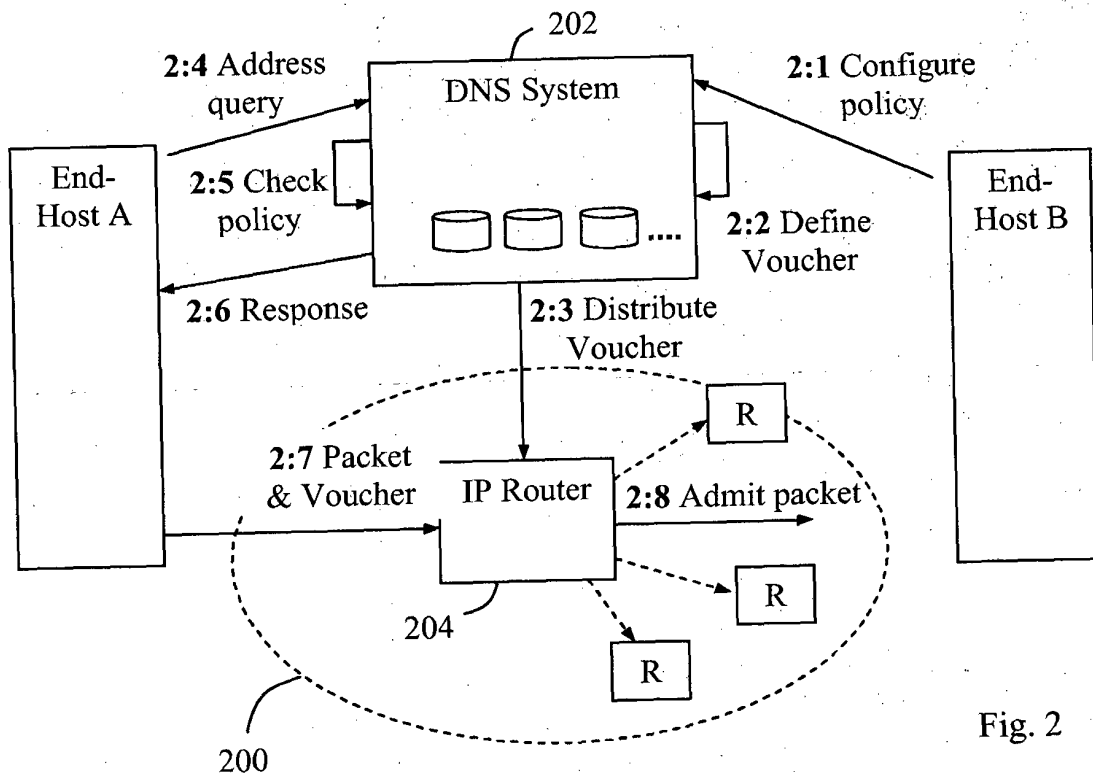 202
2:4 Address
query
DNS System
2:1 Configure
policy
End-
Host A
2:5 Check
policy
End-
Host B
2:2 Define
Voucher
....
2:6 Response
2:3 Distribute
Voucher
R
2:7 Packet
& Voucher
IP Router
2:8 Admit packet
R
204
R
200
Fig. 2